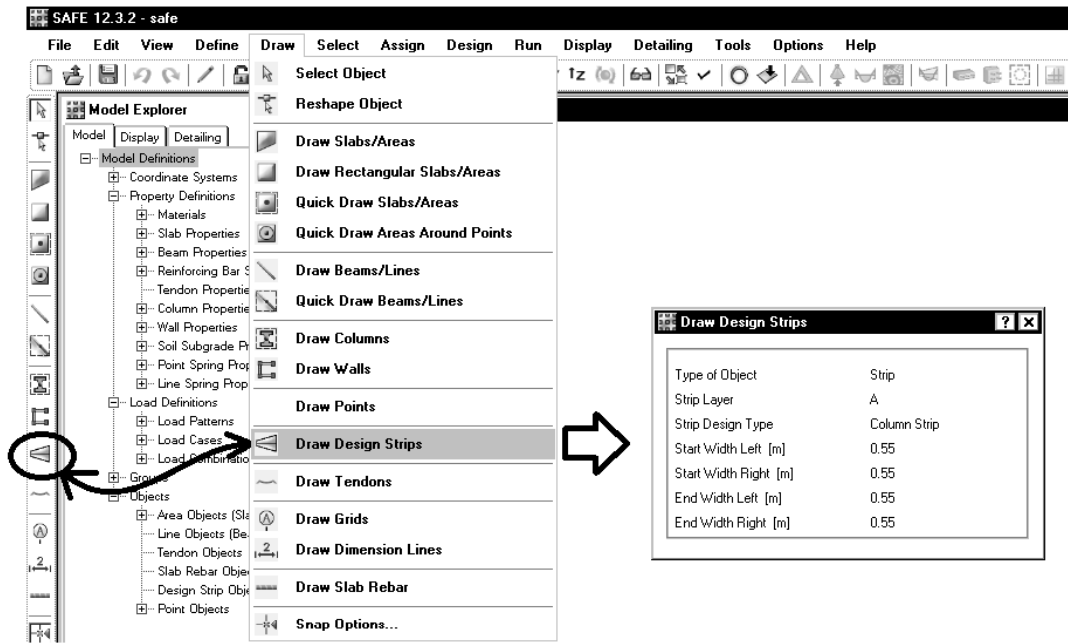 SAFE 12.3.2 - safe
File Edit View Define Draw Select Assign Design Run Display Detailing Tools Options Help
Model Explorer
Model Display Detailing
Model Definitions
Coordinate Systems
Property Definitions
Materials
Slab Properties
Beam Properties
Reinforcing Bar S
Tendon Propertie
Column Propertie
Wall Properties
Soil Subgrade Pr
Point Spring Prop
Line Spring Prop
Load Definitions
Load Patterns
Load Cases
Load Combinatio
Groups
Objects
Area Objects (Sla
Line Objects (Be
Tendon Objects
Slab Rebar Obje
Design Strip Obje
Point Objects
Select Object
Reshape Object
Draw Slabs/Areas
Draw Rectangular Slabs/Areas
Quick Draw Slabs/Areas
Quick Draw Areas Around Points
Draw Beams/Lines
Quick Draw Beams/Lines
Draw Columns
Draw Walls
Draw Points
Draw Design Strips
Draw Tendons
Draw Grids
Draw Dimension Lines
Draw Slab Rebar
Snap Options...
Draw Design Strips
Type of Object Strip
Strip Layer A
Strip Design Type Column Strip
Start Width Left [m] 0.55
Start Width Right [m] 0.55
End Width Left [m] 0.55
End Width Right [m] 0.55